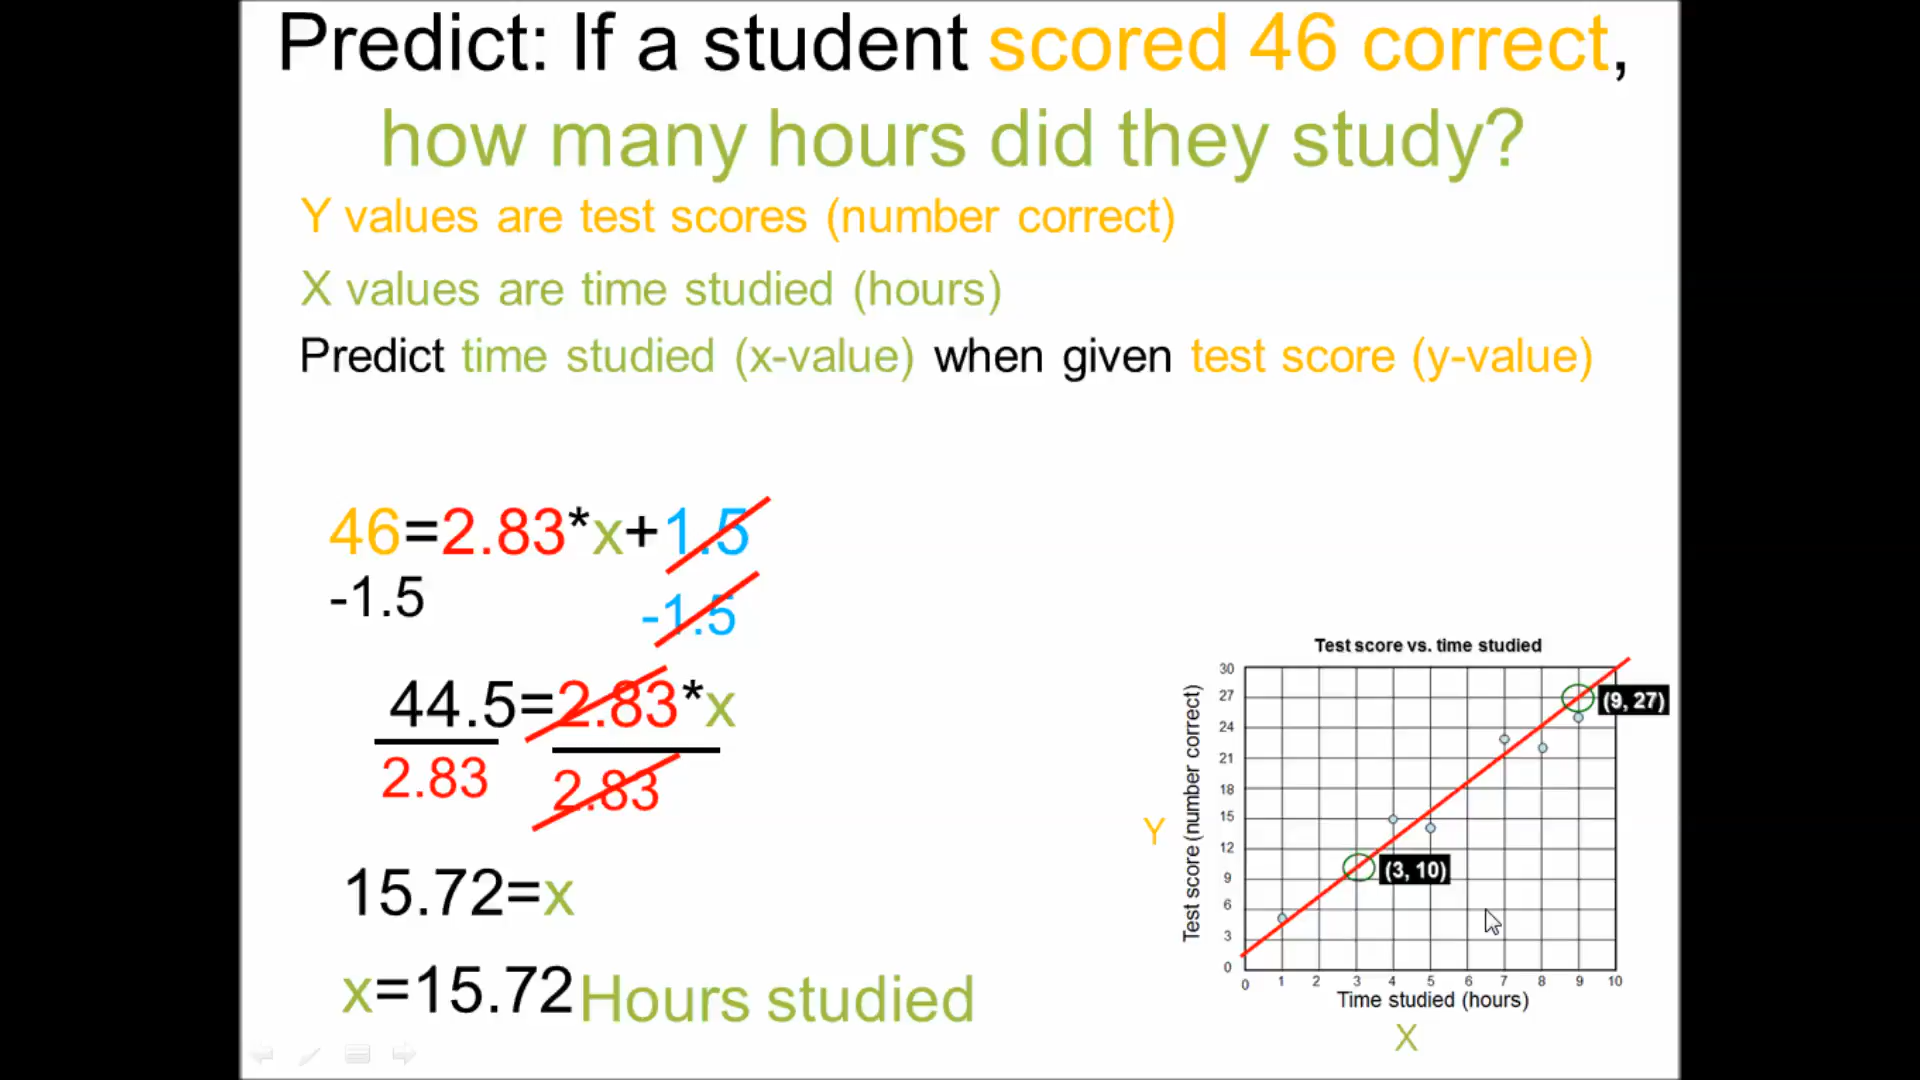 Predict: If a student scored 46 correct,
how many hours did they study?
Y values are test scores (number correct)
X values are time studied (hours)
Predict time studied (x-value) when given test score (y-value)
46=2.83*x+1.5
-1.5 -1.5
44.5=2.83*x
2.83 2.83
15.72=x
x=15.72 Hours studied
Test score vs. time studied
Y
Test score (number correct)
30
27
24
21
18
15
12
9
6
3
0
(9, 27)
(3, 10)
0 1 2 3 4 5 6 7 8 9 10
Time studied (hours)
X